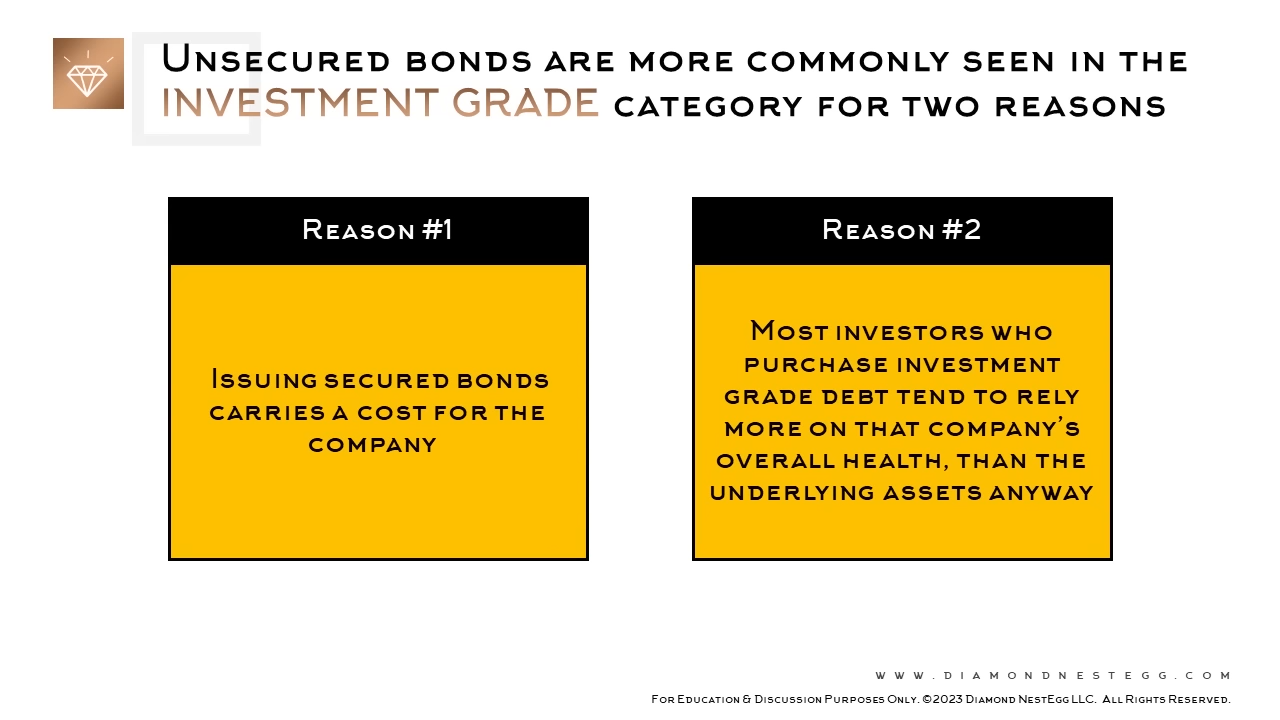 Unsecured bonds are more commonly seen in the
INVESTMENT GRADE category for two reasons
Reason #1
Issuing secured bonds
carries a cost for the
company
Reason #2
Most investors who
purchase investment
grade debt tend to rely
more on that company's
overall health, than the
underlying assets anyway
WWW.DIAMONDNESTEGG.COM
For Education & Discussion Purposes Only. ©2023 Diamond NestEgg LLC. All Rights Reserved.